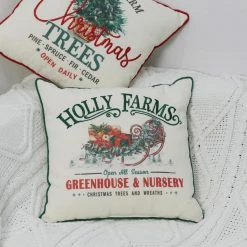 FARM
Christmas
TREES
PINE - SPRUCE - FIR - CEDAR
OPEN DAILY
HOLLY FARMS
Open All Season
GREENHOUSE & NURSERY
CHRISTMAS TREES AND WREATHS